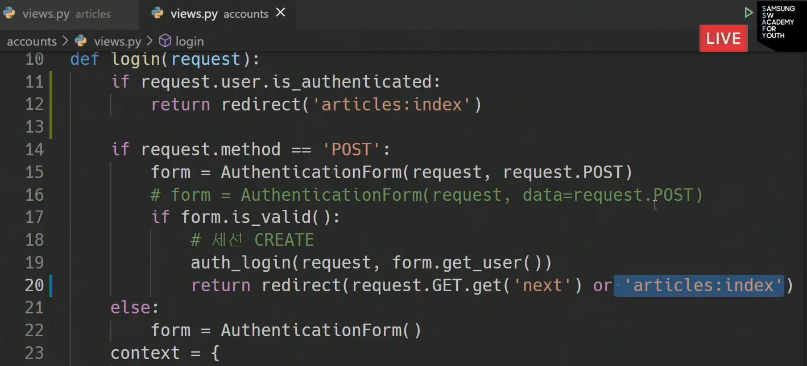 views.py articles
views.py accounts
SAMSUNG
SW
ACADEMY
FOR
YOUTH
LIVE
accounts > views.py > login
10 def login(request):
11 if request.user.is_authenticated:
12 return redirect('articles:index')
13
14 if request.method == 'POST':
15 form = AuthenticationForm(request, request.POST)
16 # form = AuthenticationForm(request, data=request.POST)
17 if form.is_valid():
18 # 세션 CREATE
19 auth_login(request, form.get_user())
20 return redirect(request.GET.get('next') or 'articles:index')
21 else:
22 form = AuthenticationForm()
23 context = {